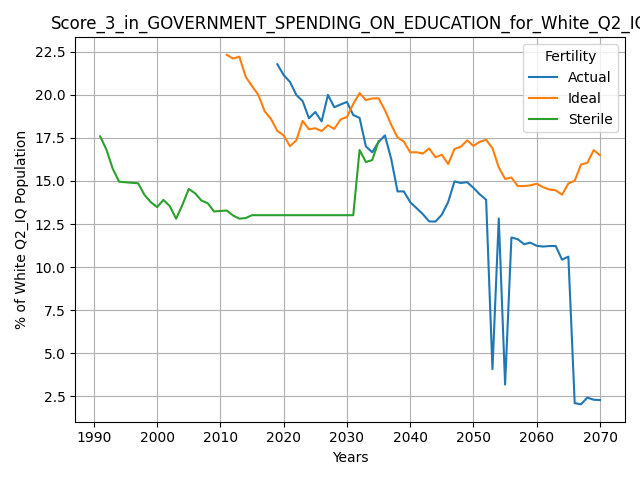 Score_3_in_GOVERNMENT_SPENDING_ON_EDUCATION_for_White_Q2_IQ
Fertility
Actual
Ideal
Sterile
% of White Q2_IQ Population
22.5
20.0
17.5
15.0
12.5
10.0
7.5
5.0
2.5
1990 2000 2010 2020 2030 2040 2050 2060 2070
Years